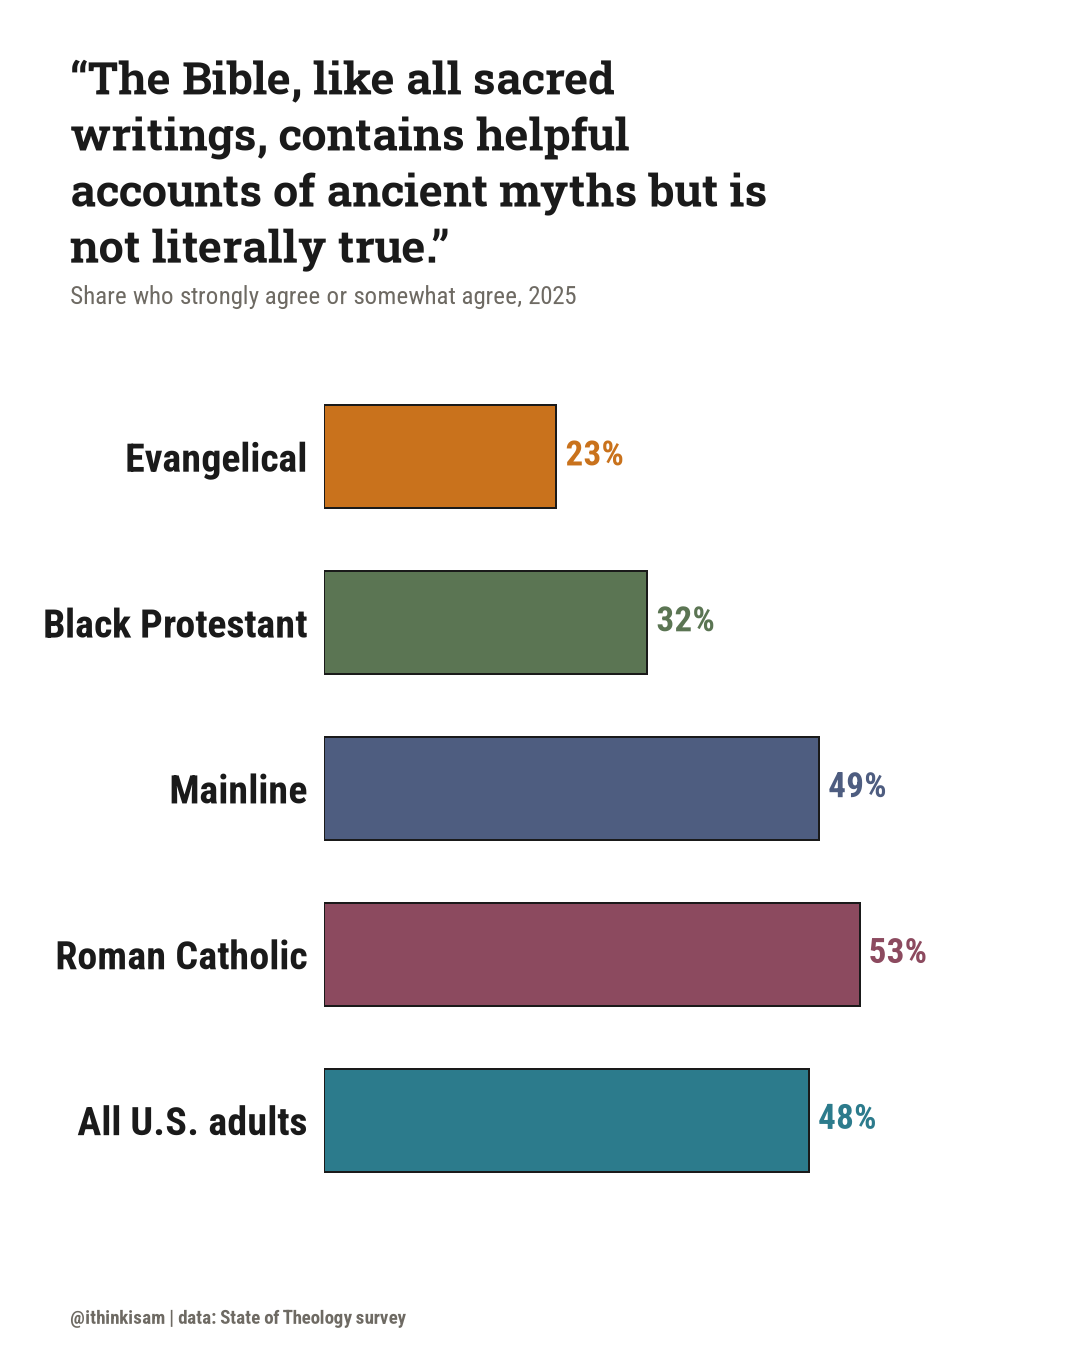 “The Bible, like all sacred
writings, contains helpful
accounts of ancient myths but is
not literally true.”
Share who strongly agree or somewhat agree, 2025
Evangelical 23%
Black Protestant 32%
Mainline 49%
Roman Catholic 53%
All U.S. adults 48%
@ithinkisam | data: State of Theology survey